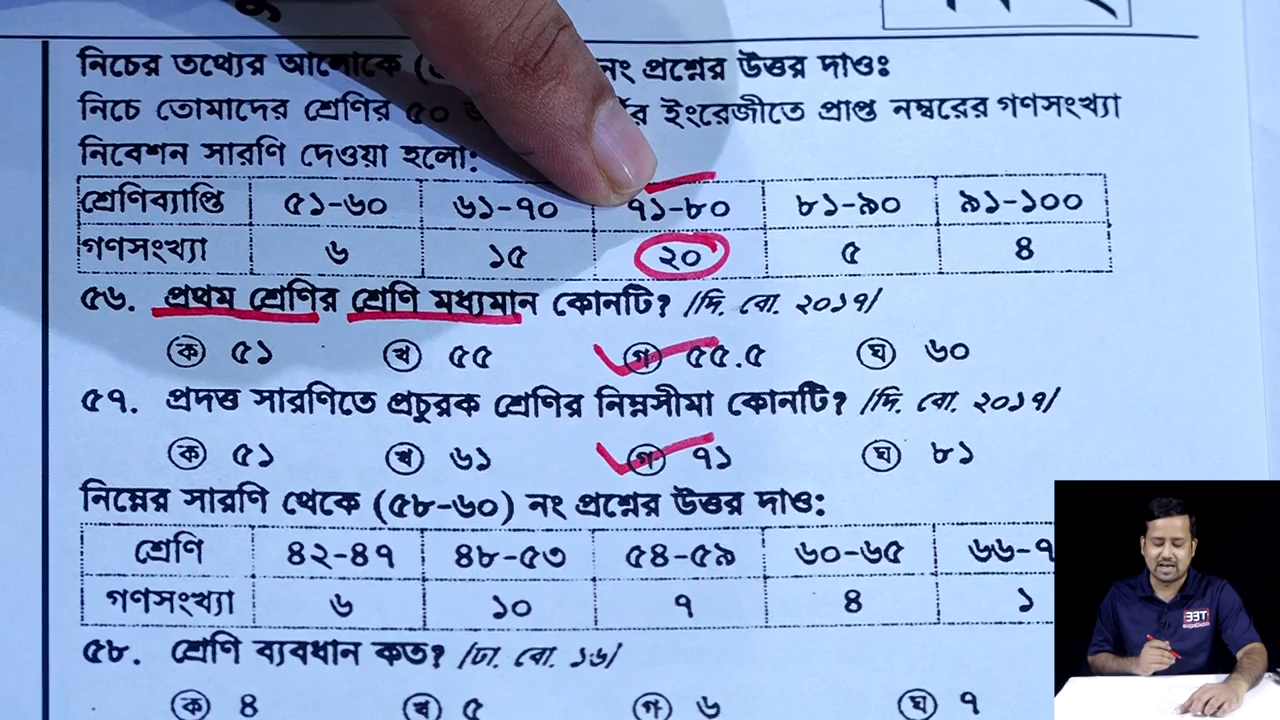 নিচের তথ্যের আলোকে নং প্রশ্নের উত্তর দাওঃ
নিচে তোমাদের শ্রেণির ৫০ ইংরেজীতে প্রাপ্ত নম্বরের গণসংখ্যা
নিবেশন সারণি দেওয়া হলো:
শ্রেণিব্যাপ্তি ৫১-৬০ ৬১-৭০ ৭১-৮০ ৮১-৯০ ৯১-১০০
গণসংখ্যা ৬ ১৫ ২০ ৫ ৪
৫৬. প্রথম শ্রেণির শ্রেণি মধ্যমান কোনটি? /দি. বো. ২০১৭/
ক ৫১ খ ৫৫ গ ৫৫.৫ ঘ ৬০
৫৭. প্রদত্ত সারণিতে প্রচুরক শ্রেণির নিম্নসীমা কোনটি? /দি. বো. ২০১৭/
ক ৫১ খ ৬১ গ ৭১ ঘ ৮১
নিম্নের সারণি থেকে (৫৮-৬০) নং প্রশ্নের উত্তর দাও:
শ্রেণি ৪২-৪৭ ৪৮-৫৩ ৫৪-৫৯ ৬০-৬৫ ৬৬-৭
গণসংখ্যা ৬ ১০ ৭ ৪ ১
৫৮. শ্রেণি ব্যবধান কত? /ঢা. বো. ১৬/
ক ৪ খ ৫ গ ৬ ঘ ৭